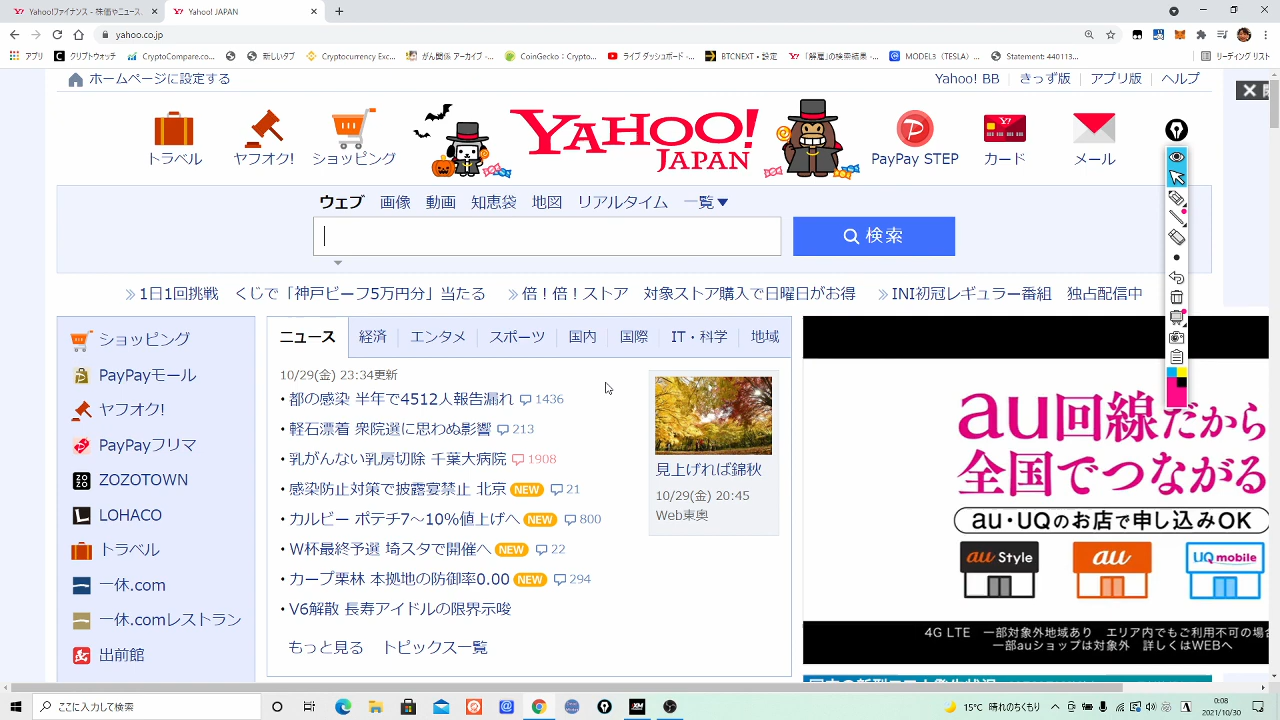 Yahoo!ファイナンス - 株価やニュース
Yahoo! JAPAN
yahoo.co.jp
アプリ
クリプトウォッチ
CryptoCompare...
新しいタブ
Cryptocurrency Exc...
がん関連 アーカイブ...
CoinGecko：Crypto...
ライブ ダッシュボード -...
BTCNEXT・設定
「解雇」の検索結果 -...
MODEL3（TESLA）...
Statement 440113...
リーディング リスト
ホームページに設定する
Yahoo! BB
きっず版
アプリ版
ヘルプ
トラベル
ヤフオク!
ショッピング
YAHOO!
JAPAN
PayPay STEP
カード
メール
ウェブ 画像 動画 知恵袋 地図 リアルタイム 一覧▼
検索
1日1回挑戦 くじで「神戸ビーフ5万円分」当たる
倍！倍！ストア 対象ストア購入で日曜日がお得
INI初冠レギュラー番組 独占配信中
ショッピング
PayPayモール
ヤフオク!
PayPayフリマ
ZOZOTOWN
LOHACO
トラベル
一休.com
一休.comレストラン
出前館
ニュース 経済 エンタメ スポーツ 国内 国際 IT・科学 地域
10/29(金) 23:34更新
・都の感染 半年で4512人報告漏れ 1436
・軽石漂着 衆院選に思わぬ影響 213
・乳がんない乳房切除 千葉大病院 1908
・感染防止対策で披露宴禁止 北京 NEW 21
・カルビー ポテチ7～10%値上げへ NEW 800
・W杯最終予選 埼スタで開催へ NEW 22
・カープ栗林 本拠地の防御率0.00 NEW 294
・V6解散 長寿アイドルの限界示唆
もっと見る トピックス一覧
見上げれば錦秋
10/29(金) 20:45
Web東奥
au回線だから
全国でつながる
au・UQのお店で申し込みOK
au Style
au
UQ mobile
4G LTE 一部対象外地域あり エリア内でもご利用不可の場合
一部auショップは対象外 詳しくはWEBへ
ここに入力して検索
15℃ 晴れのちくもり
A
0:08
2021/10/30